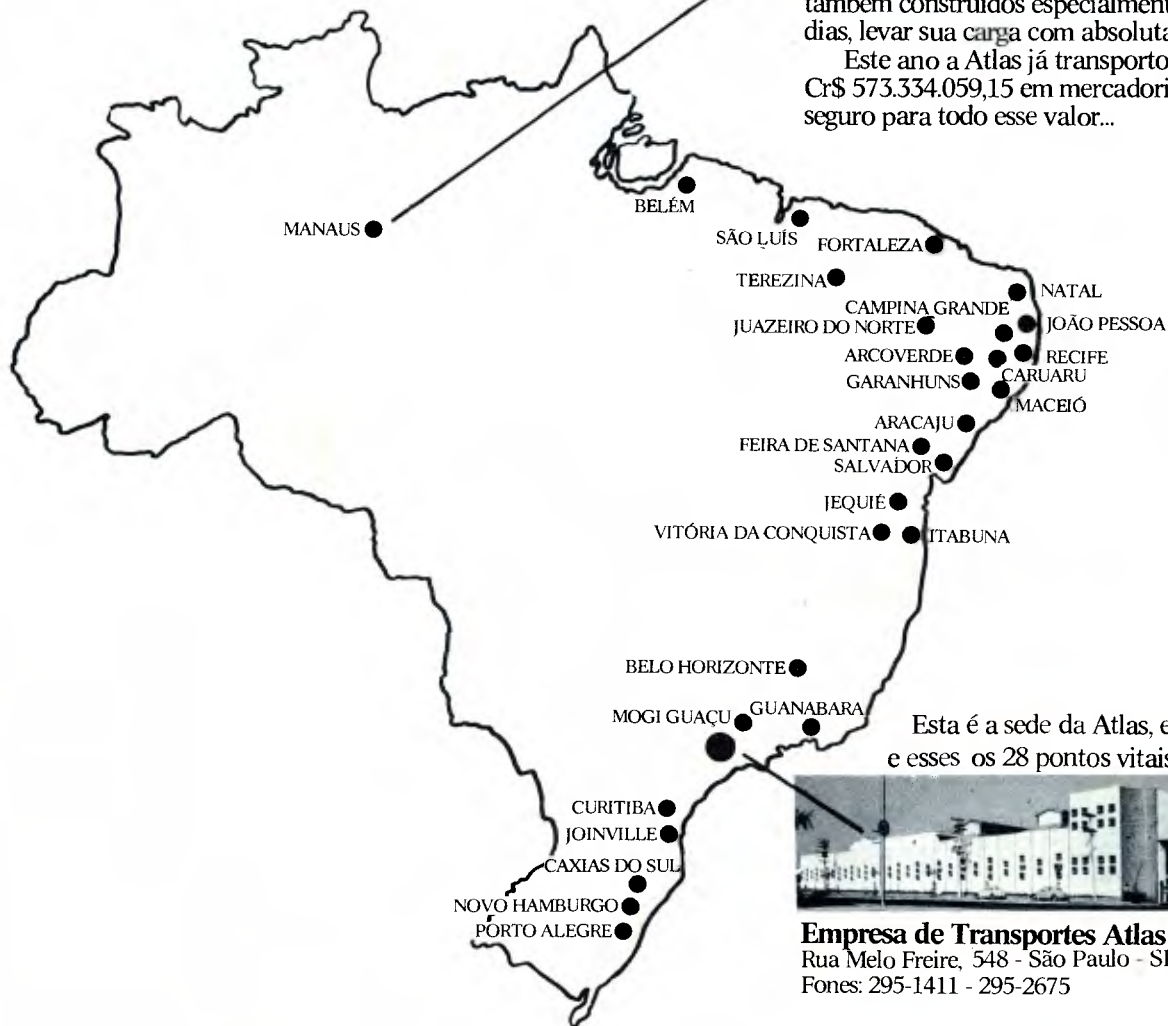 também construídos
dias, levar sua carga com absoluta
Este ano a Atlas já
Cr$ 573.334.059,15 em
seguro para todo esse valor...
BELÉM
MANAUS
SÃO LUÍS
FORTALEZA
TEREZINA
NATAL
CAMPINA GRANDE
JUAZEIRO DO NORTE
JOÃO PESSOA
ARCOVERDE
RECIFE
CARUARU
GARANHUNS
MACEIÓ
ARACAJU
FEIRA DE SANTANA
SALVADOR
JEQUIÉ
VITÓRIA DA CONQUISTA
ITABUNA
BELO HORIZONTE
MOGI GUAÇU
GUANABARA
Esta é a sede da Atlas,
e esses os 28 pontos vitais
CURITIBA
JOINVILLE
CAXIAS DO SUL
NOVO HAMBURGO
PORTO ALEGRE
Empresa de Transportes Atlas
Rua Melo Freire, 548 - São Paulo -
Fones: 295-1411 - 295-2675